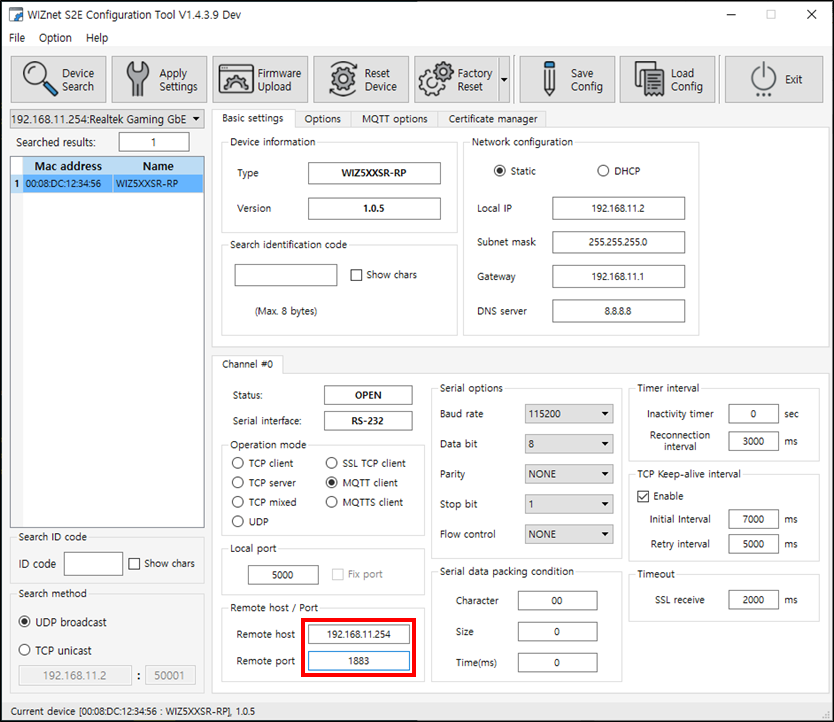 WIZnet S2E Configuration Tool V1.4.3.9 Dev
File Option Help
Device Search
Apply Settings
Firmware Upload
Reset Device
Factory Reset
Save Config
Load Config
Exit
192.168.11.254:Realtek Gaming GbE
Searched results: 1
Mac address Name
1 00:08:DC:12:34:56 WIZ5XXSR-RP
Search ID code
ID code Show chars
Search method
UDP broadcast
TCP unicast
192.168.11.2 : 50001
Basic settings Options MQTT options Certificate manager
Device information
Type WIZ5XXSR-RP
Version 1.0.5
Search identification code
Show chars
(Max. 8 bytes)
Network configuration
Static DHCP
Local IP 192.168.11.2
Subnet mask 255.255.255.0
Gateway 192.168.11.1
DNS server 8.8.8.8
Channel #0
Status: OPEN
Serial interface: RS-232
Operation mode
TCP client SSL TCP client
TCP server MQTT client
TCP mixed MQTTS client
UDP
Local port
5000 Fix port
Remote host / Port
Remote host 192.168.11.254
Remote port 1883
Serial options
Baud rate 115200
Data bit 8
Parity NONE
Stop bit 1
Flow control NONE
Serial data packing condition
Character 00
Size 0
Time(ms) 0
Timer interval
Inactivity timer 0 sec
Reconnection interval 3000 ms
TCP Keep-alive interval
Enable
Initial Interval 7000 ms
Retry interval 5000 ms
Timeout
SSL receive 2000 ms
Current device [00:08:DC:12:34:56 : WIZ5XXSR-RP], 1.0.5